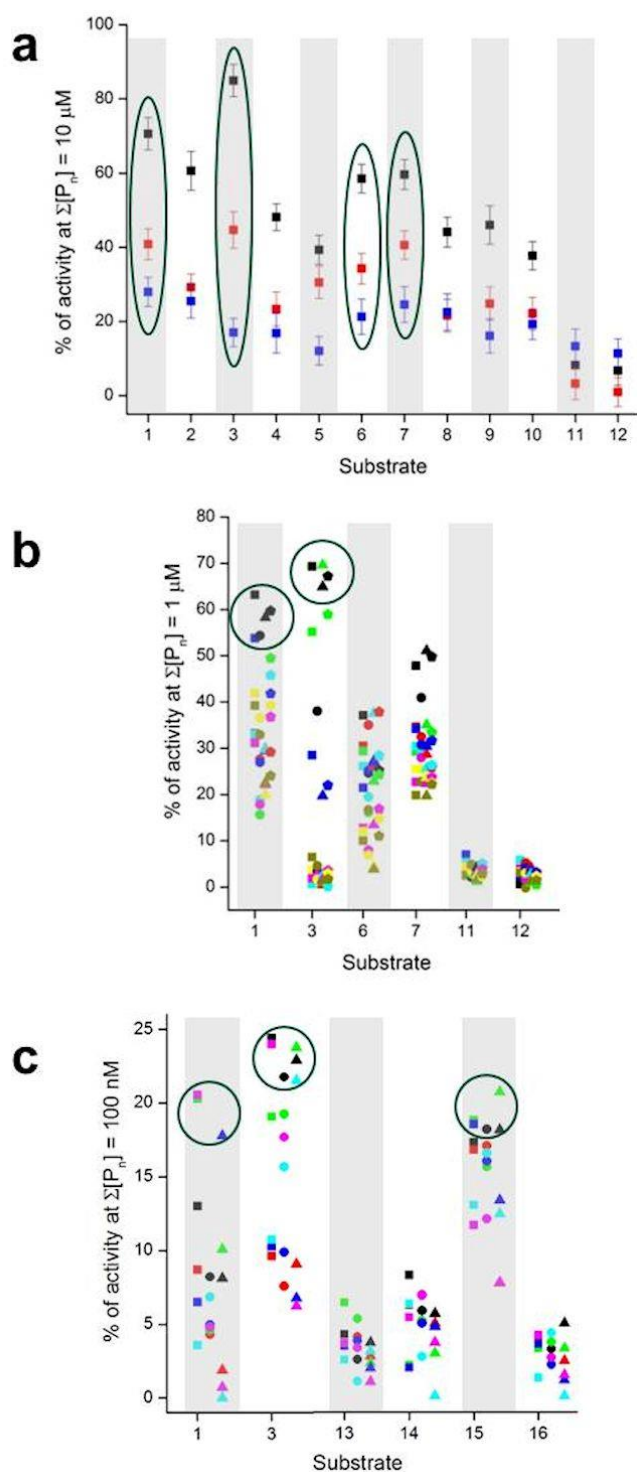 a
% of activity at Σ[Pn] = 10 µM
100
80
60
40
20
0
1 2 3 4 5 6 7 8 9 10 11 12
Substrate
b
% of activity at Σ[Pn] = 1 µM
80
70
60
50
40
30
20
10
0
1 3 6 7 11 12
Substrate
c
% of activity at Σ[Pn] = 100 nM
25
20
15
10
5
0
1 3 13 14 15 16
Substrate